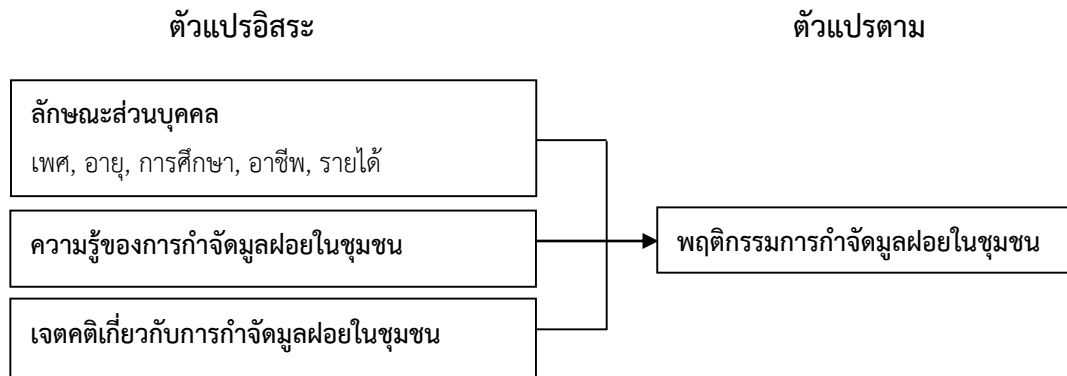 ตัวแปรอิสระ
ตัวแปรตาม
ลักษณะส่วนบุคคล
เพศ, อายุ, การศึกษา, อาชีพ, รายได้
ความรู้ของการกำจัดมูลฝอยในชุมชน
พฤติกรรมการกำจัดมูลฝอยในชุมชน
เจตคติเกี่ยวกับการกำจัดมูลฝอยในชุมชน